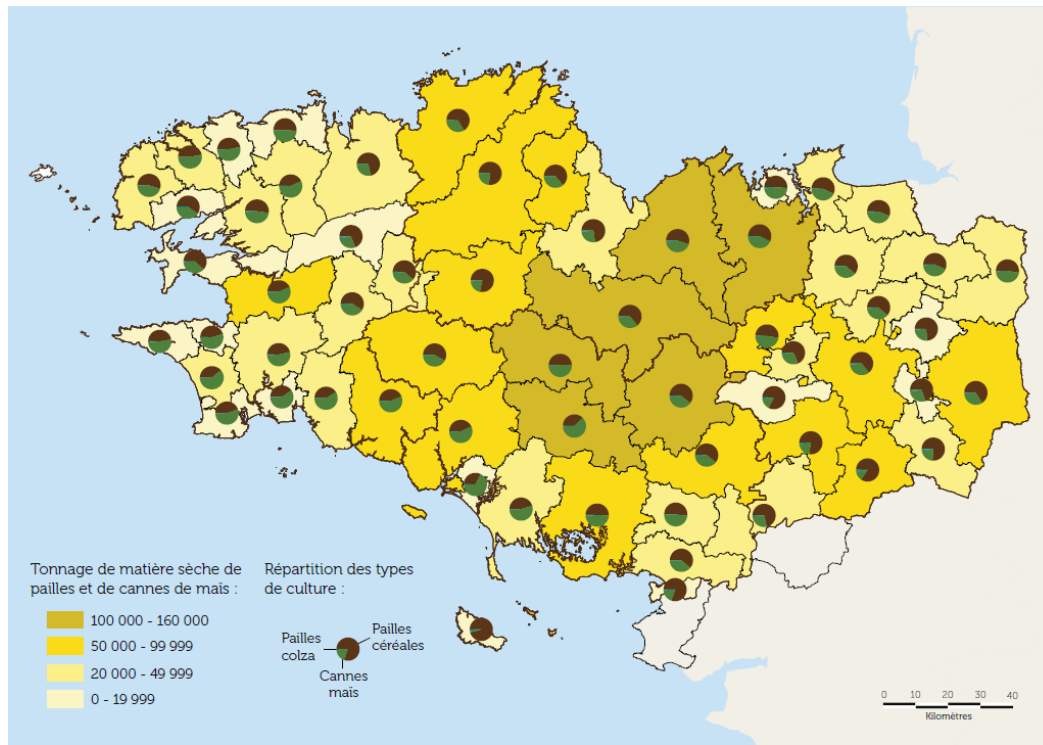 Tonnage de matière sèche de
pailles et de cannes de maïs :
100 000 - 160 000
50 000 - 99 999
20 000 - 49 999
0 - 19 999
Répartition des types
de culture :
Pailles
colza
Pailles
céréales
Cannes
maïs
0 10 20 30 40
Kilomètres